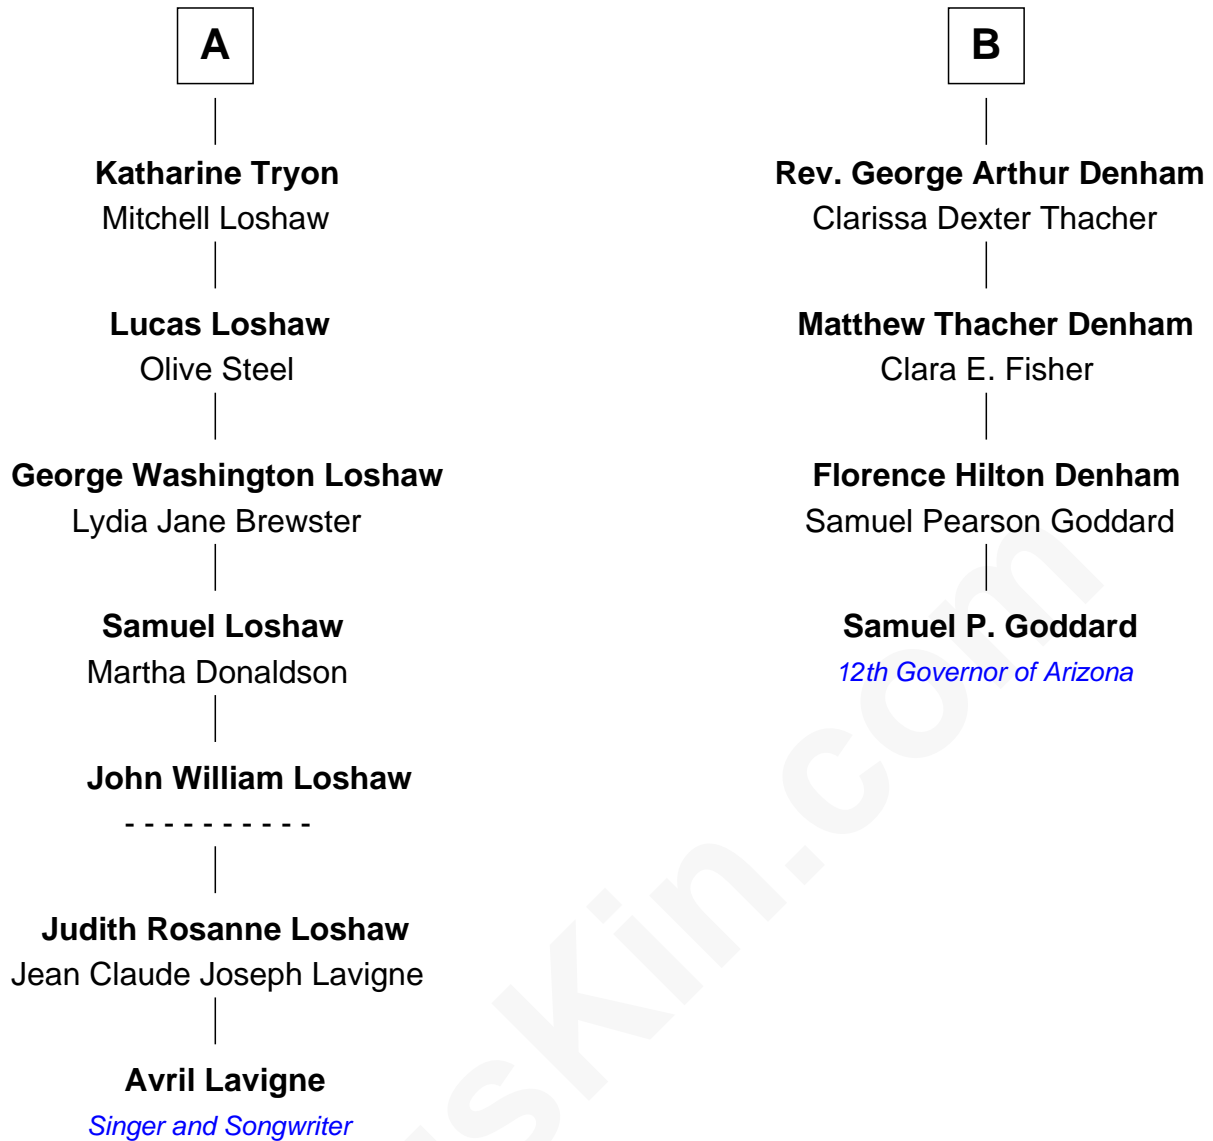 A
Katharine Tryon
Mitchell Loshaw
Lucas Loshaw
Olive Steel
George Washington Loshaw
Lydia Jane Brewster
Samuel Loshaw
Martha Donaldson
John William Loshaw
- - - - - - - - - -
Judith Rosanne Loshaw
Jean Claude Joseph Lavigne
Avril Lavigne
Singer and Songwriter
B
Rev. George Arthur Denham
Clarissa Dexter Thacher
Matthew Thacher Denham
Clara E. Fisher
Florence Hilton Denham
Samuel Pearson Goddard
Samuel P. Goddard
12th Governor of Arizona
sKin.com